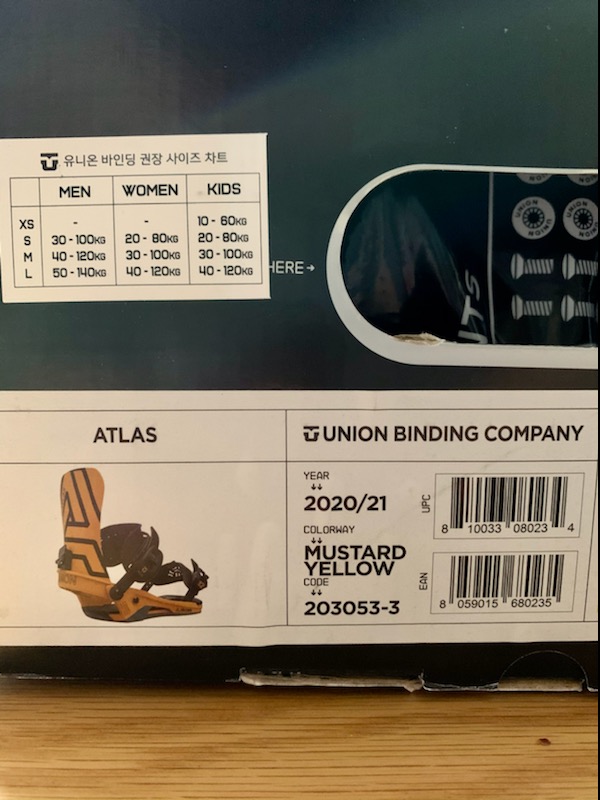 유니온 바인딩 권장 사이즈 차트
MEN WOMEN KIDS
XS - - 10 - 60KG
S 30 - 100KG 20 - 80KG 20 - 80KG
M 40 - 120KG 30 - 100KG 30 - 100KG
L 50 - 140KG 40 - 120KG 40 - 120KG
HERE→
UNION
UNION
ATLAS
UNION BINDING COMPANY
YEAR
↓↓
2020/21
COLORWAY
↓↓
MUSTARD
YELLOW
CODE
↓↓
203053-3
UPC
8 10033 08023 4
EAN
8 059015 680235